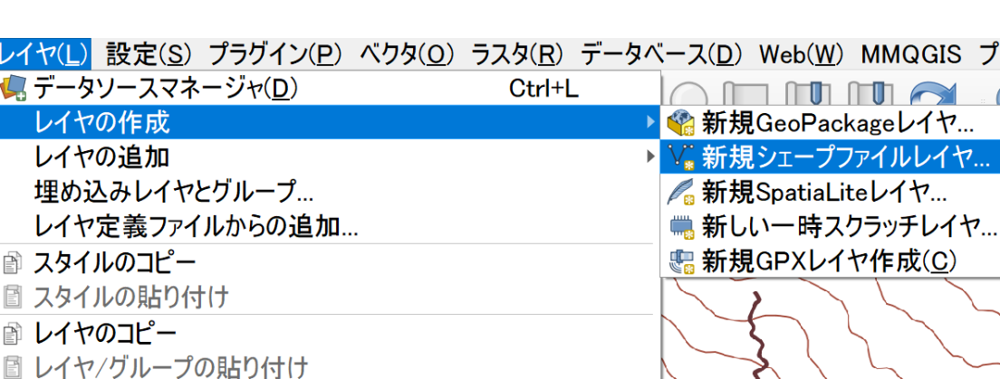 レイヤ(L) 設定(S) プラグイン(P) ベクタ(O) ラスタ(R) データベース(D) Web(W) MMQGIS プ
データソースマネージャ(D) Ctrl+L
レイヤの作成
新規GeoPackageレイヤ...
レイヤの追加
新規シェープファイルレイヤ...
埋め込みレイヤとグループ...
新規SpatiaLiteレイヤ...
レイヤ定義ファイルからの追加...
新しい一時スクラッチレイヤ...
スタイルのコピー
新規GPXレイヤ作成(C)
スタイルの貼り付け
レイヤのコピー
レイヤ/グループの貼り付け